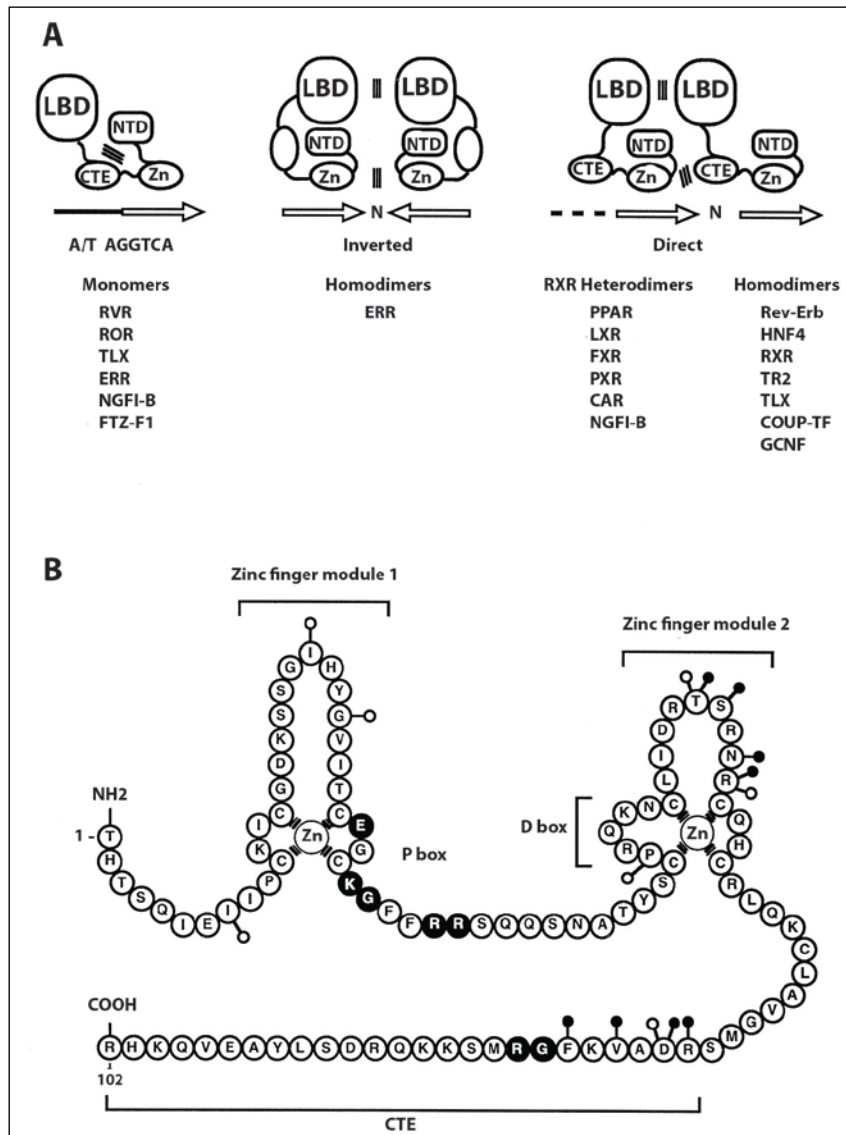 A
LBD
NTD
CTE
Zn
A/T AGGTCA
LBD
LBD
NTD
NTD
Zn
Zn
N
Inverted
LBD
LBD
NTD
NTD
CTE
Zn
CTE
Zn
N
Direct
Monomers
RVR
ROR
TLX
ERR
NGFI-B
FTZ-F1
Homodimers
ERR
RXR Heterodimers
PPAR
LXR
FXR
PXR
CAR
NGFI-B
Homodimers
Rev-Erb
HNF4
RXR
TR2
TLX
COUP-TF
GCNF
B
Zinc finger module 1
Zinc finger module 2
NH2
1 -
T H T S Q I E I I P C K I C G D K S S G I H Y G V I T C E G C K G F F R R S Q Q S N A T Y S C P R Q K N C L I D R T S R N R C Q H C R L Q K C L A V G M S
Zn
P box
D box
Zn
COOH
R H K Q V E A Y L S D R Q K K S M R G F K V A D R
102
CTE